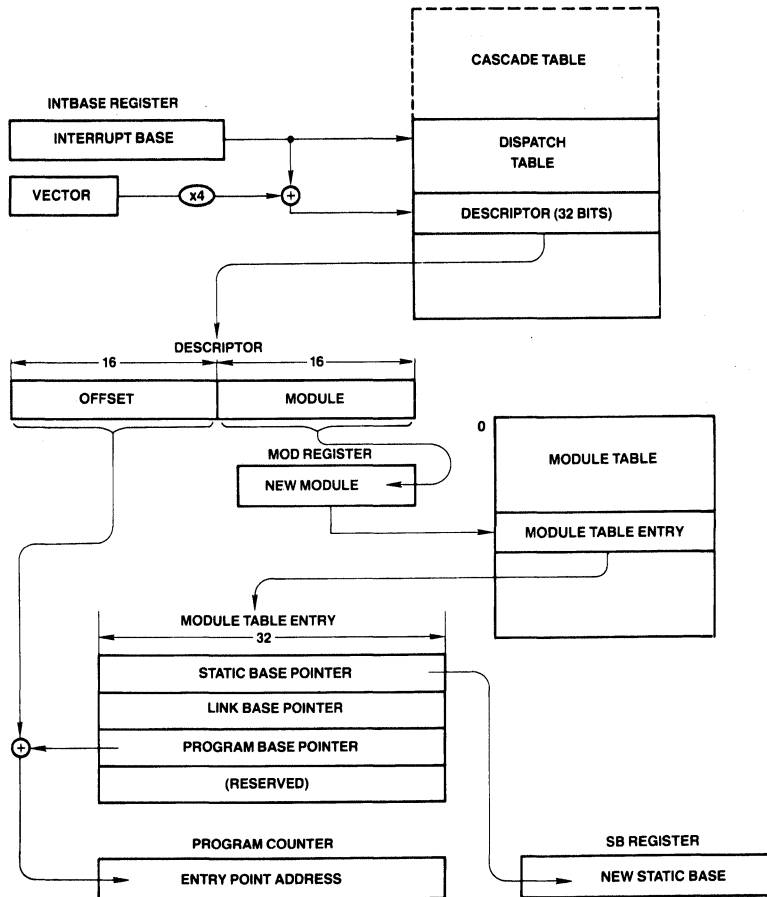 CASCADE TABLE
INTBASE REGISTER
INTERRUPT BASE
DISPATCH
TABLE
VECTOR
x4
+
DESCRIPTOR (32 BITS)
DESCRIPTOR
16
16
OFFSET
MODULE
0
MOD REGISTER
MODULE TABLE
NEW MODULE
MODULE TABLE ENTRY
MODULE TABLE ENTRY
32
STATIC BASE POINTER
LINK BASE POINTER
+
PROGRAM BASE POINTER
(RESERVED)
PROGRAM COUNTER
SB REGISTER
ENTRY POINT ADDRESS
NEW STATIC BASE